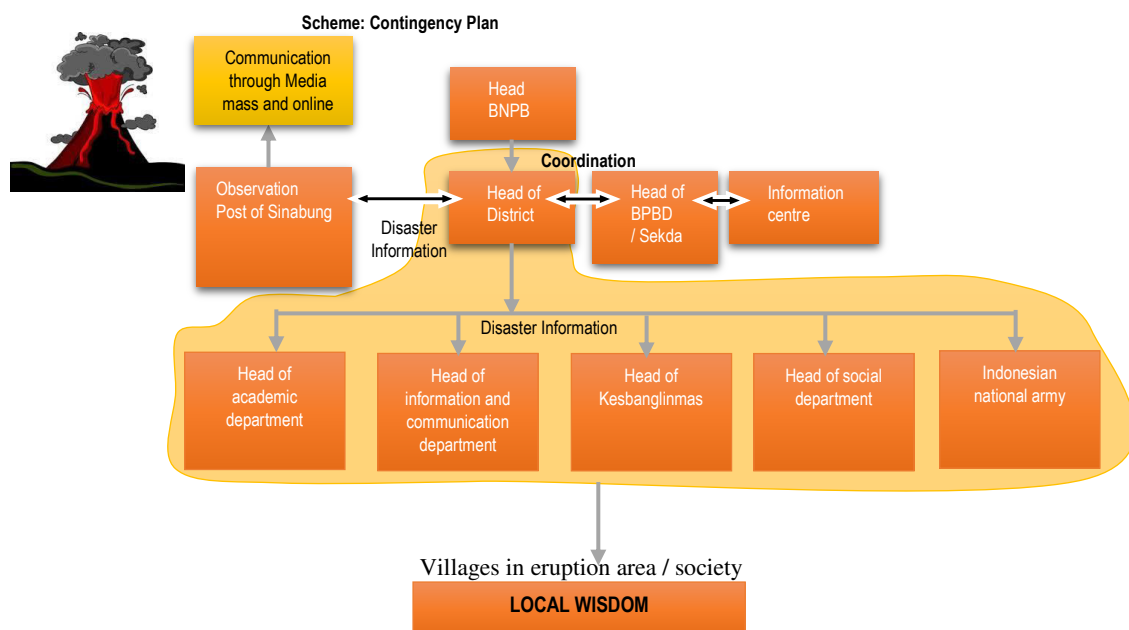 Scheme: Contingency Plan
Communication
through Media
mass and online
Head
BNPB
Coordination
Observation
Post of Sinabung
Disaster
Information
Head of
District
Head of
BPBD
/ Sekda
Information
centre
Disaster Information
Head of
academic
department
Head of
information and
communication
department
Head of
Kesbanglinmas
Head of social
department
Indonesian
national army
Villages in eruption area / society
LOCAL WISDOM